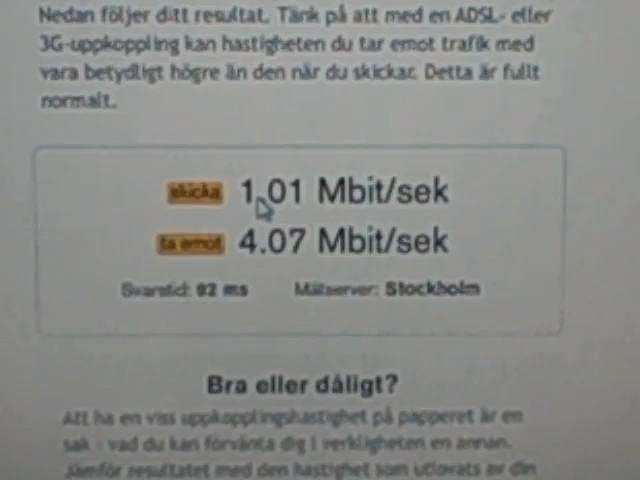 Nedan följer ditt resultat. Tänk på att med en ADSL- eller
3G-uppkoppling kan hastigheten du tar emot trafik med
vara betydligt högre än den när du skickar. Detta är fullt
normalt.
skicka 1.01 Mbit/sek
ta emot 4.07 Mbit/sek
Svarstid: 92 ms Mätserver: Stockholm
Bra eller dåligt?
Att ha en viss uppkopplingshastighet på papperet är en
sak - vad du kan förvänta dig i verkligheten en annan.
Jämför resultatet med den hastighet som utlovats av din